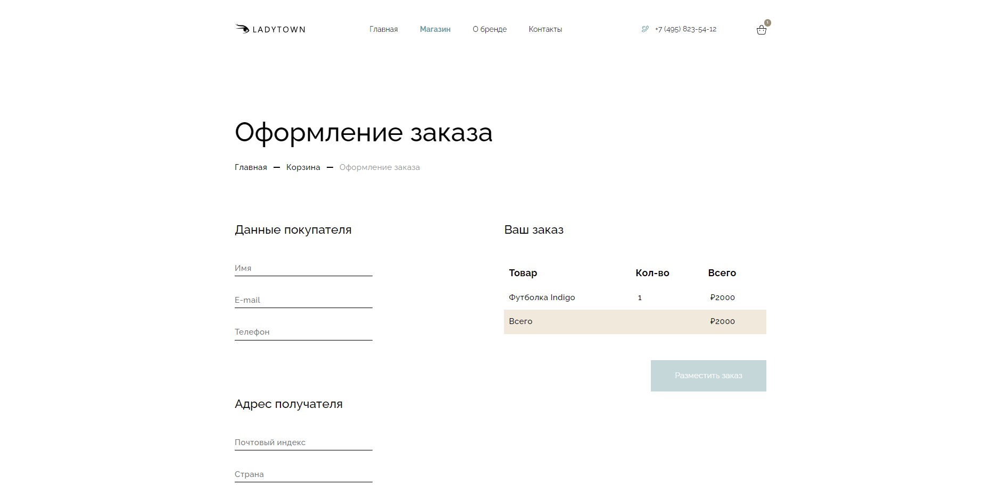 LADYTOWN Главная Магазин О бренде Контакты +7 (495) 823-54-12 1
Оформление заказа
Главная — Корзина — Оформление заказа
Данные покупателя
Имя
E-mail
Телефон
Адрес получателя
Почтовый индекс
Страна
Ваш заказ
Товар Кол-во Всего
Футболка Indigo 1 ₽2000
Всего ₽2000
Разместить заказ